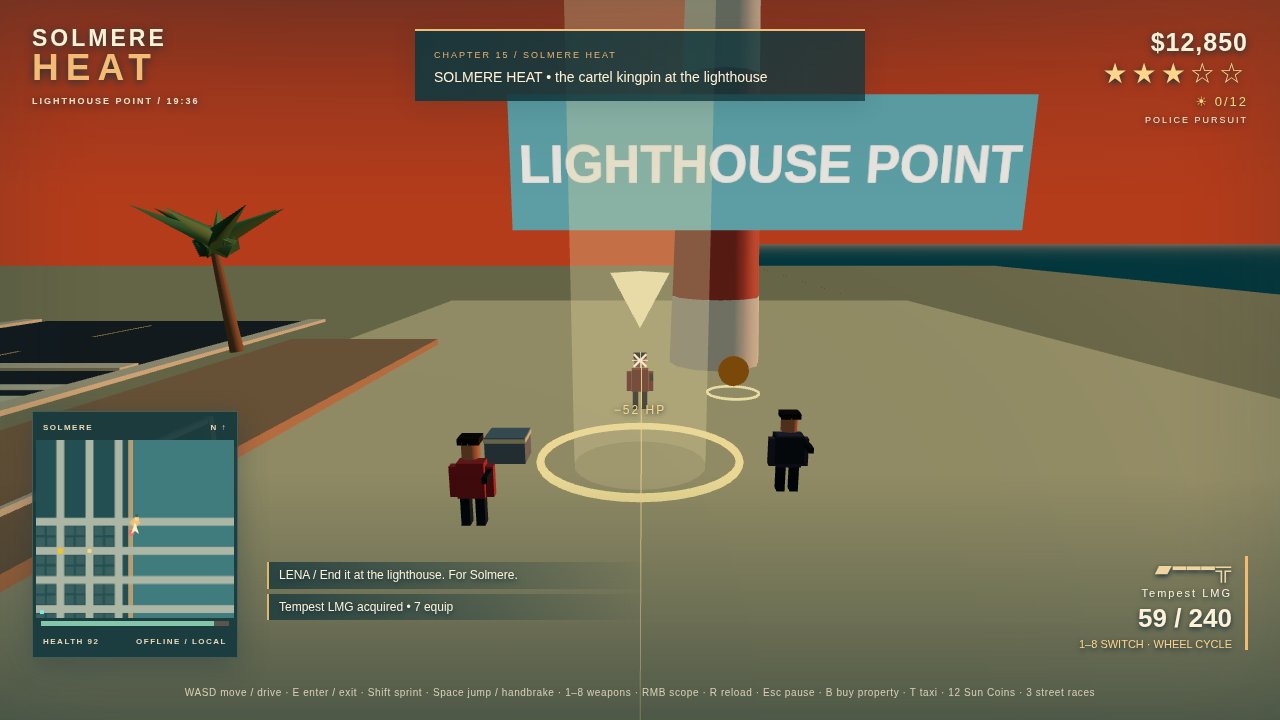 SOLMERE
HEAT
LIGHTHOUSE POINT / 19:36
CHAPTER 15 / SOLMERE HEAT
SOLMERE HEAT • the cartel kingpin at the lighthouse
$12,850
★★★☆☆
☀ 0/12
POLICE PURSUIT
LIGHTHOUSE POINT
−52 HP
SOLMERE N ↑
HEALTH 92 OFFLINE / LOCAL
LENA / End it at the lighthouse. For Solmere.
Tempest LMG acquired • 7 equip
Tempest LMG
59 / 240
1–8 SWITCH · WHEEL CYCLE
WASD move / drive · E enter / exit · Shift sprint · Space jump / handbrake · 1–8 weapons · RMB scope · R reload · Esc pause · B buy property · T taxi · 12 Sun Coins · 3 street races